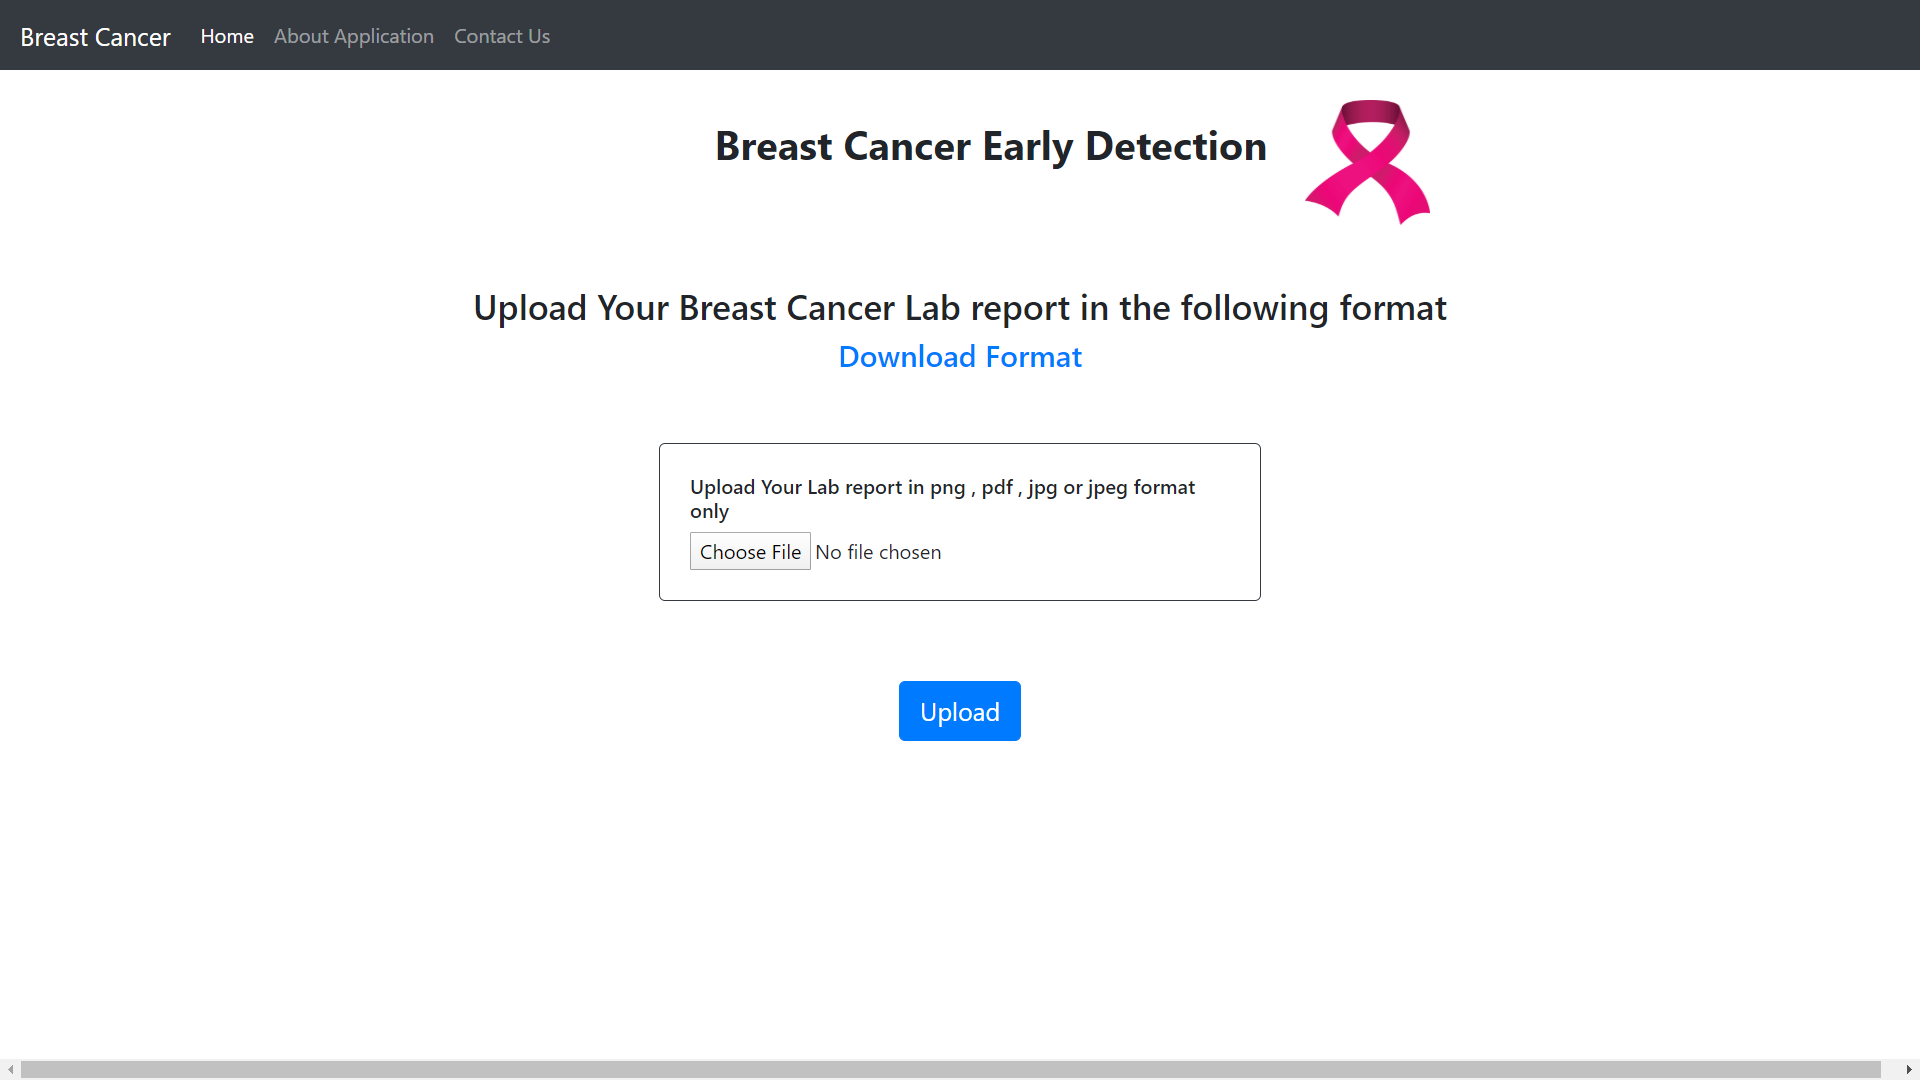 Breast Cancer Home About Application Contact Us
Breast Cancer Early Detection
Upload Your Breast Cancer Lab report in the following format
Download Format
Upload Your Lab report in png , pdf , jpg or jpeg format
only
Choose File No file chosen
Upload